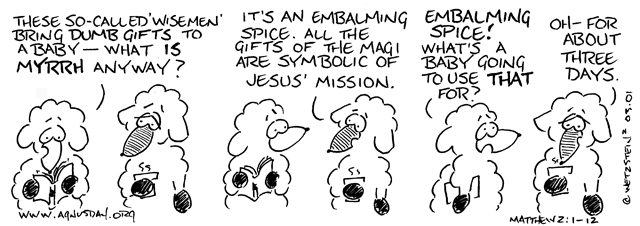 THESE SO-CALLED 'WISEMEN'
BRING DUMB GIFTS TO
A BABY — WHAT IS
MYRRH ANYWAY?
IT'S AN EMBALMING
SPICE. ALL THE
GIFTS OF THE MAGI
ARE SYMBOLIC OF
JESUS' MISSION.
EMBALMING
SPICE!
WHAT'S A
BABY GOING
TO USE THAT
FOR?
OH- FOR
ABOUT
THREE
DAYS.
WWW.AGNUSDAY.ORG
MATTHEW 2:1-12
© WETZSTEIN² 03.01